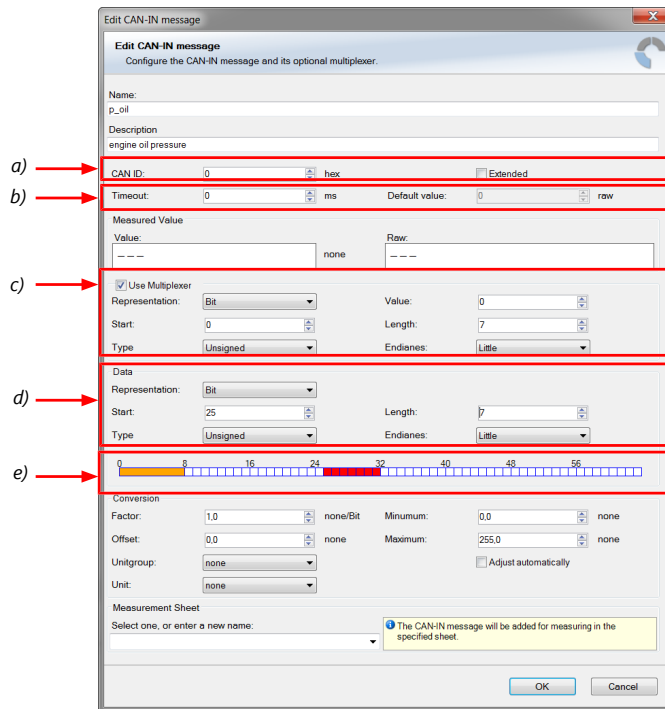 Edit CAN-IN message
x
Edit CAN-IN message
Configure the CAN-IN message and its optional multiplexer.
Name:
p_oil
Description
engine oil pressure
a)
CAN ID: 0 hex Extended
b)
Timeout: 0 ms Default value: 0 raw
Measured Value
Value: Raw:
--- none ---
c)
Use Multiplexer
Representation: Bit Value: 0
Start: 0 Length: 7
Type Unsigned Endianes: Little
d)
Data
Representation: Bit
Start: 25 Length: 7
Type Unsigned Endianes: Little
e)
0 8 16 24 32 40 48 56
Conversion
Factor: 1,0 none/Bit Minumum: 0,0 none
Offset: 0,0 none Maximum: 255,0 none
Unitgroup: none Adjust automatically
Unit: none
Measurement Sheet
Select one, or enter a new name:
The CAN-IN message will be added for measuring in the
specified sheet.
OK Cancel